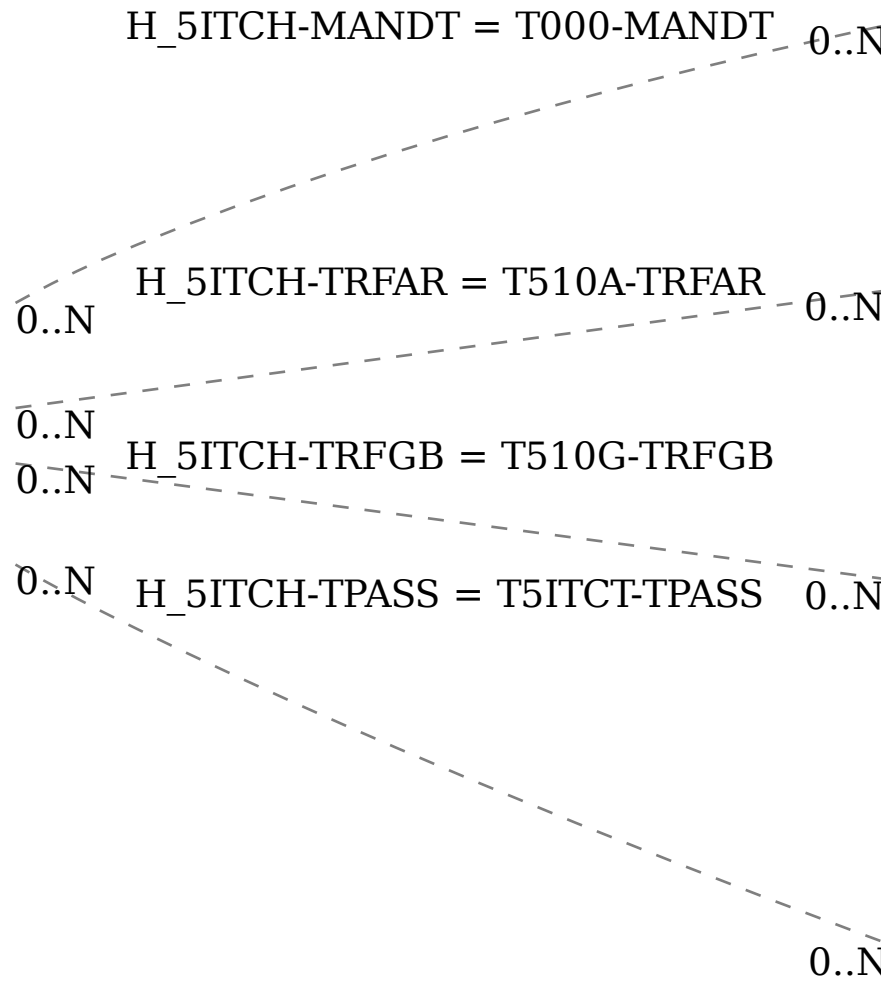 H_5ITCH-MANDT = T000-MANDT
0..N
H_5ITCH-TRFAR = T510A-TRFAR
0..N
0..N
0..N
H_5ITCH-TRFGB = T510G-TRFGB
0..N
0..N
H_5ITCH-TPASS = T5ITCT-TPASS
0..N
0..N